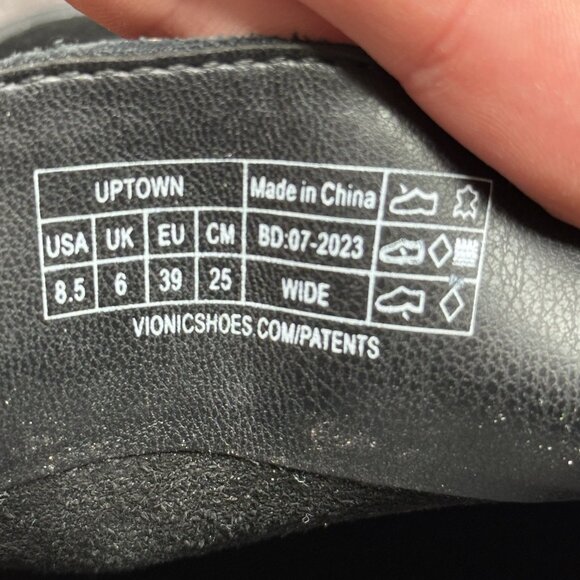 UPTOWN Made in China
USA UK EU CM BD:07-2023
8.5 6 39 25 WIDE
VIONICSHOES.COM/PATENTS